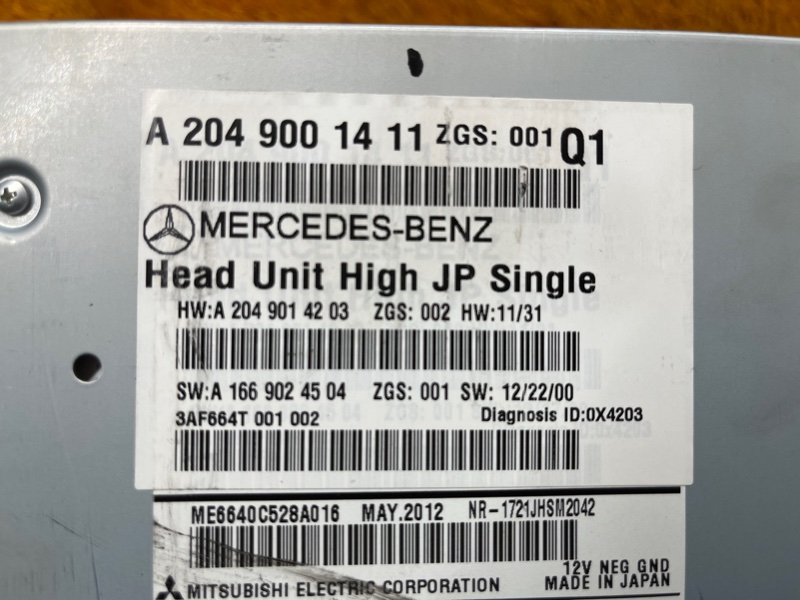 A 204 900 14 11 ZGS: 001 Q1
MERCEDES-BENZ
Head Unit High JP Single
HW:A 204 901 42 03 ZGS: 002 HW:11/31
SW:A 166 902 45 04 ZGS: 001 SW: 12/22/00
3AF664T 001 002 Diagnosis ID:0X4203
ME6640C528A016 MAY.2012 NR-1721JHSM2042
12V NEG GND
MITSUBISHI ELECTRIC CORPORATION MADE IN JAPAN